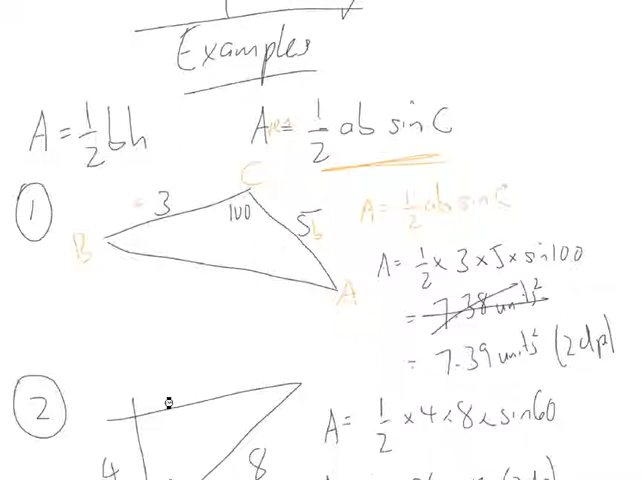 Examples
A = 1/2 bh
Area = 1/2 ab sin C
1
C
3
100
5 b
B
A
A = 1/2 ab sin C
A = 1/2 × 3 × 5 × sin 100
= 7.38 units²
= 7.39 units² (2dp)
2
4
8
A = 1/2 × 4 × 8 × sin 60